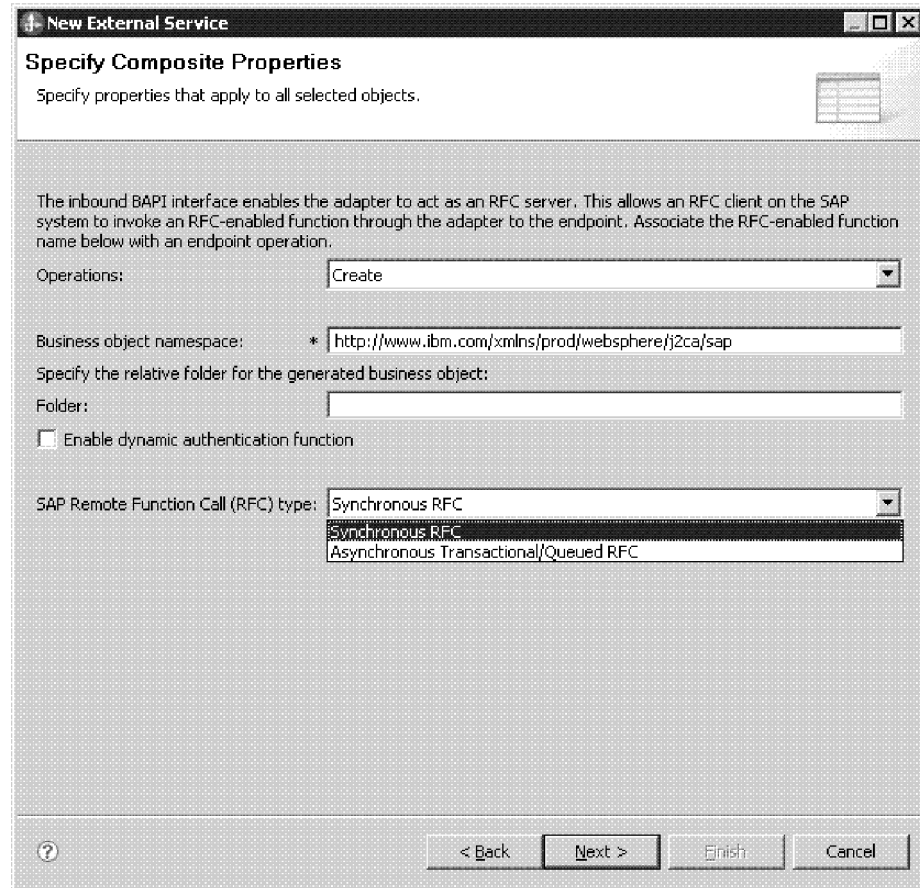 New External Service
Specify Composite Properties
Specify properties that apply to all selected objects.
The inbound BAPI interface enables the adapter to act as an RFC server. This allows an RFC client on the SAP
system to invoke an RFC-enabled function through the adapter to the endpoint. Associate the RFC-enabled function
name below with an endpoint operation.
Operations: Create
Business object namespace: * http://www.ibm.com/xmlns/prod/websphere/j2ca/sap
Specify the relative folder for the generated business object:
Folder:
Enable dynamic authentication function
SAP Remote Function Call (RFC) type: Synchronous RFC
Synchronous RFC
Asynchronous Transactional/Queued RFC
? < Back Next > Finish Cancel